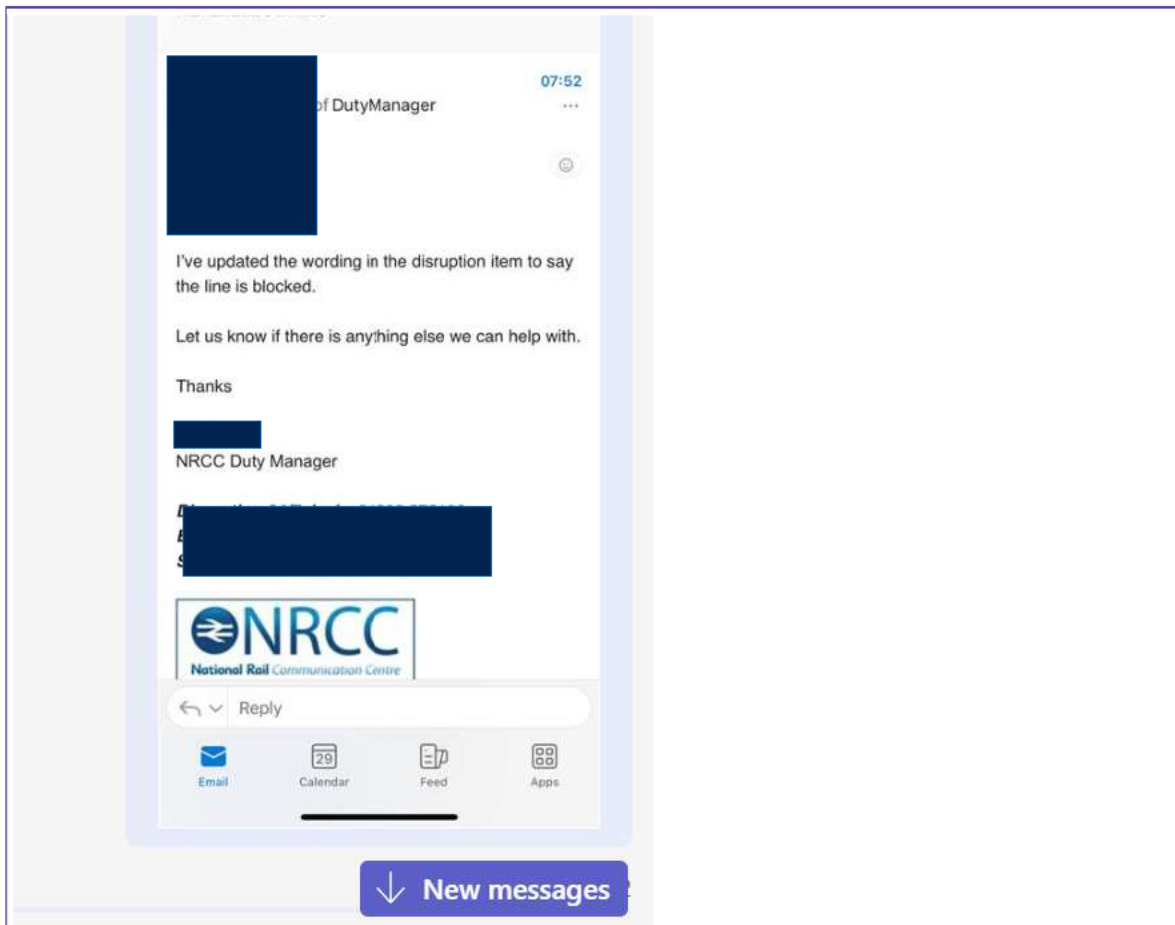 07:52
of DutyManager
I've updated the wording in the disruption item to say
the line is blocked.
Let us know if there is anything else we can help with.
Thanks
NRCC Duty Manager
NRCC
National Rail Communication Centre
Reply
29
Email Calendar Feed Apps
New messages